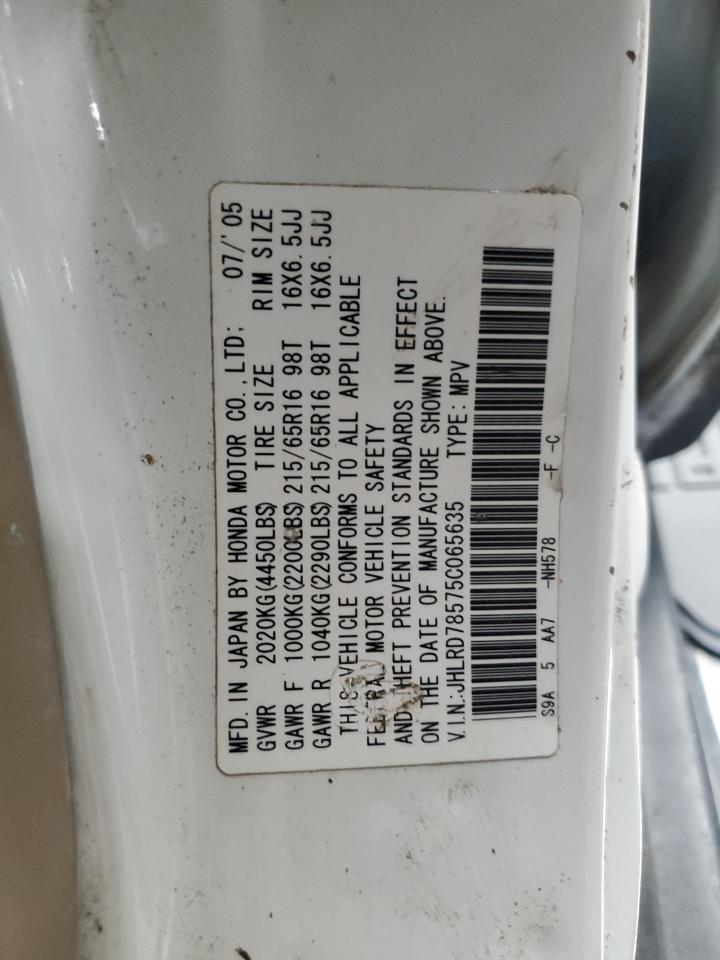 MFD. IN JAPAN BY HONDA MOTOR CO., LTD; 07/'05
GVWR 2020KG(4450LBS) TIRE SIZE RIM SIZE
GAWR F 1000KG(2200LBS) 215/65R16 98T 16X6.5JJ
GAWR R 1040KG(2290LBS) 215/65R16 98T 16X6.5JJ
THIS VEHICLE CONFORMS TO ALL APPLICABLE
FEDERAL MOTOR VEHICLE SAFETY
AND THEFT PREVENTION STANDARDS IN EFFECT
ON THE DATE OF MANUFACTURE SHOWN ABOVE.
V.I.N.:JHLRD78575C065635 TYPE: MPV
S9A 5 AA7 -NH578 -F -C